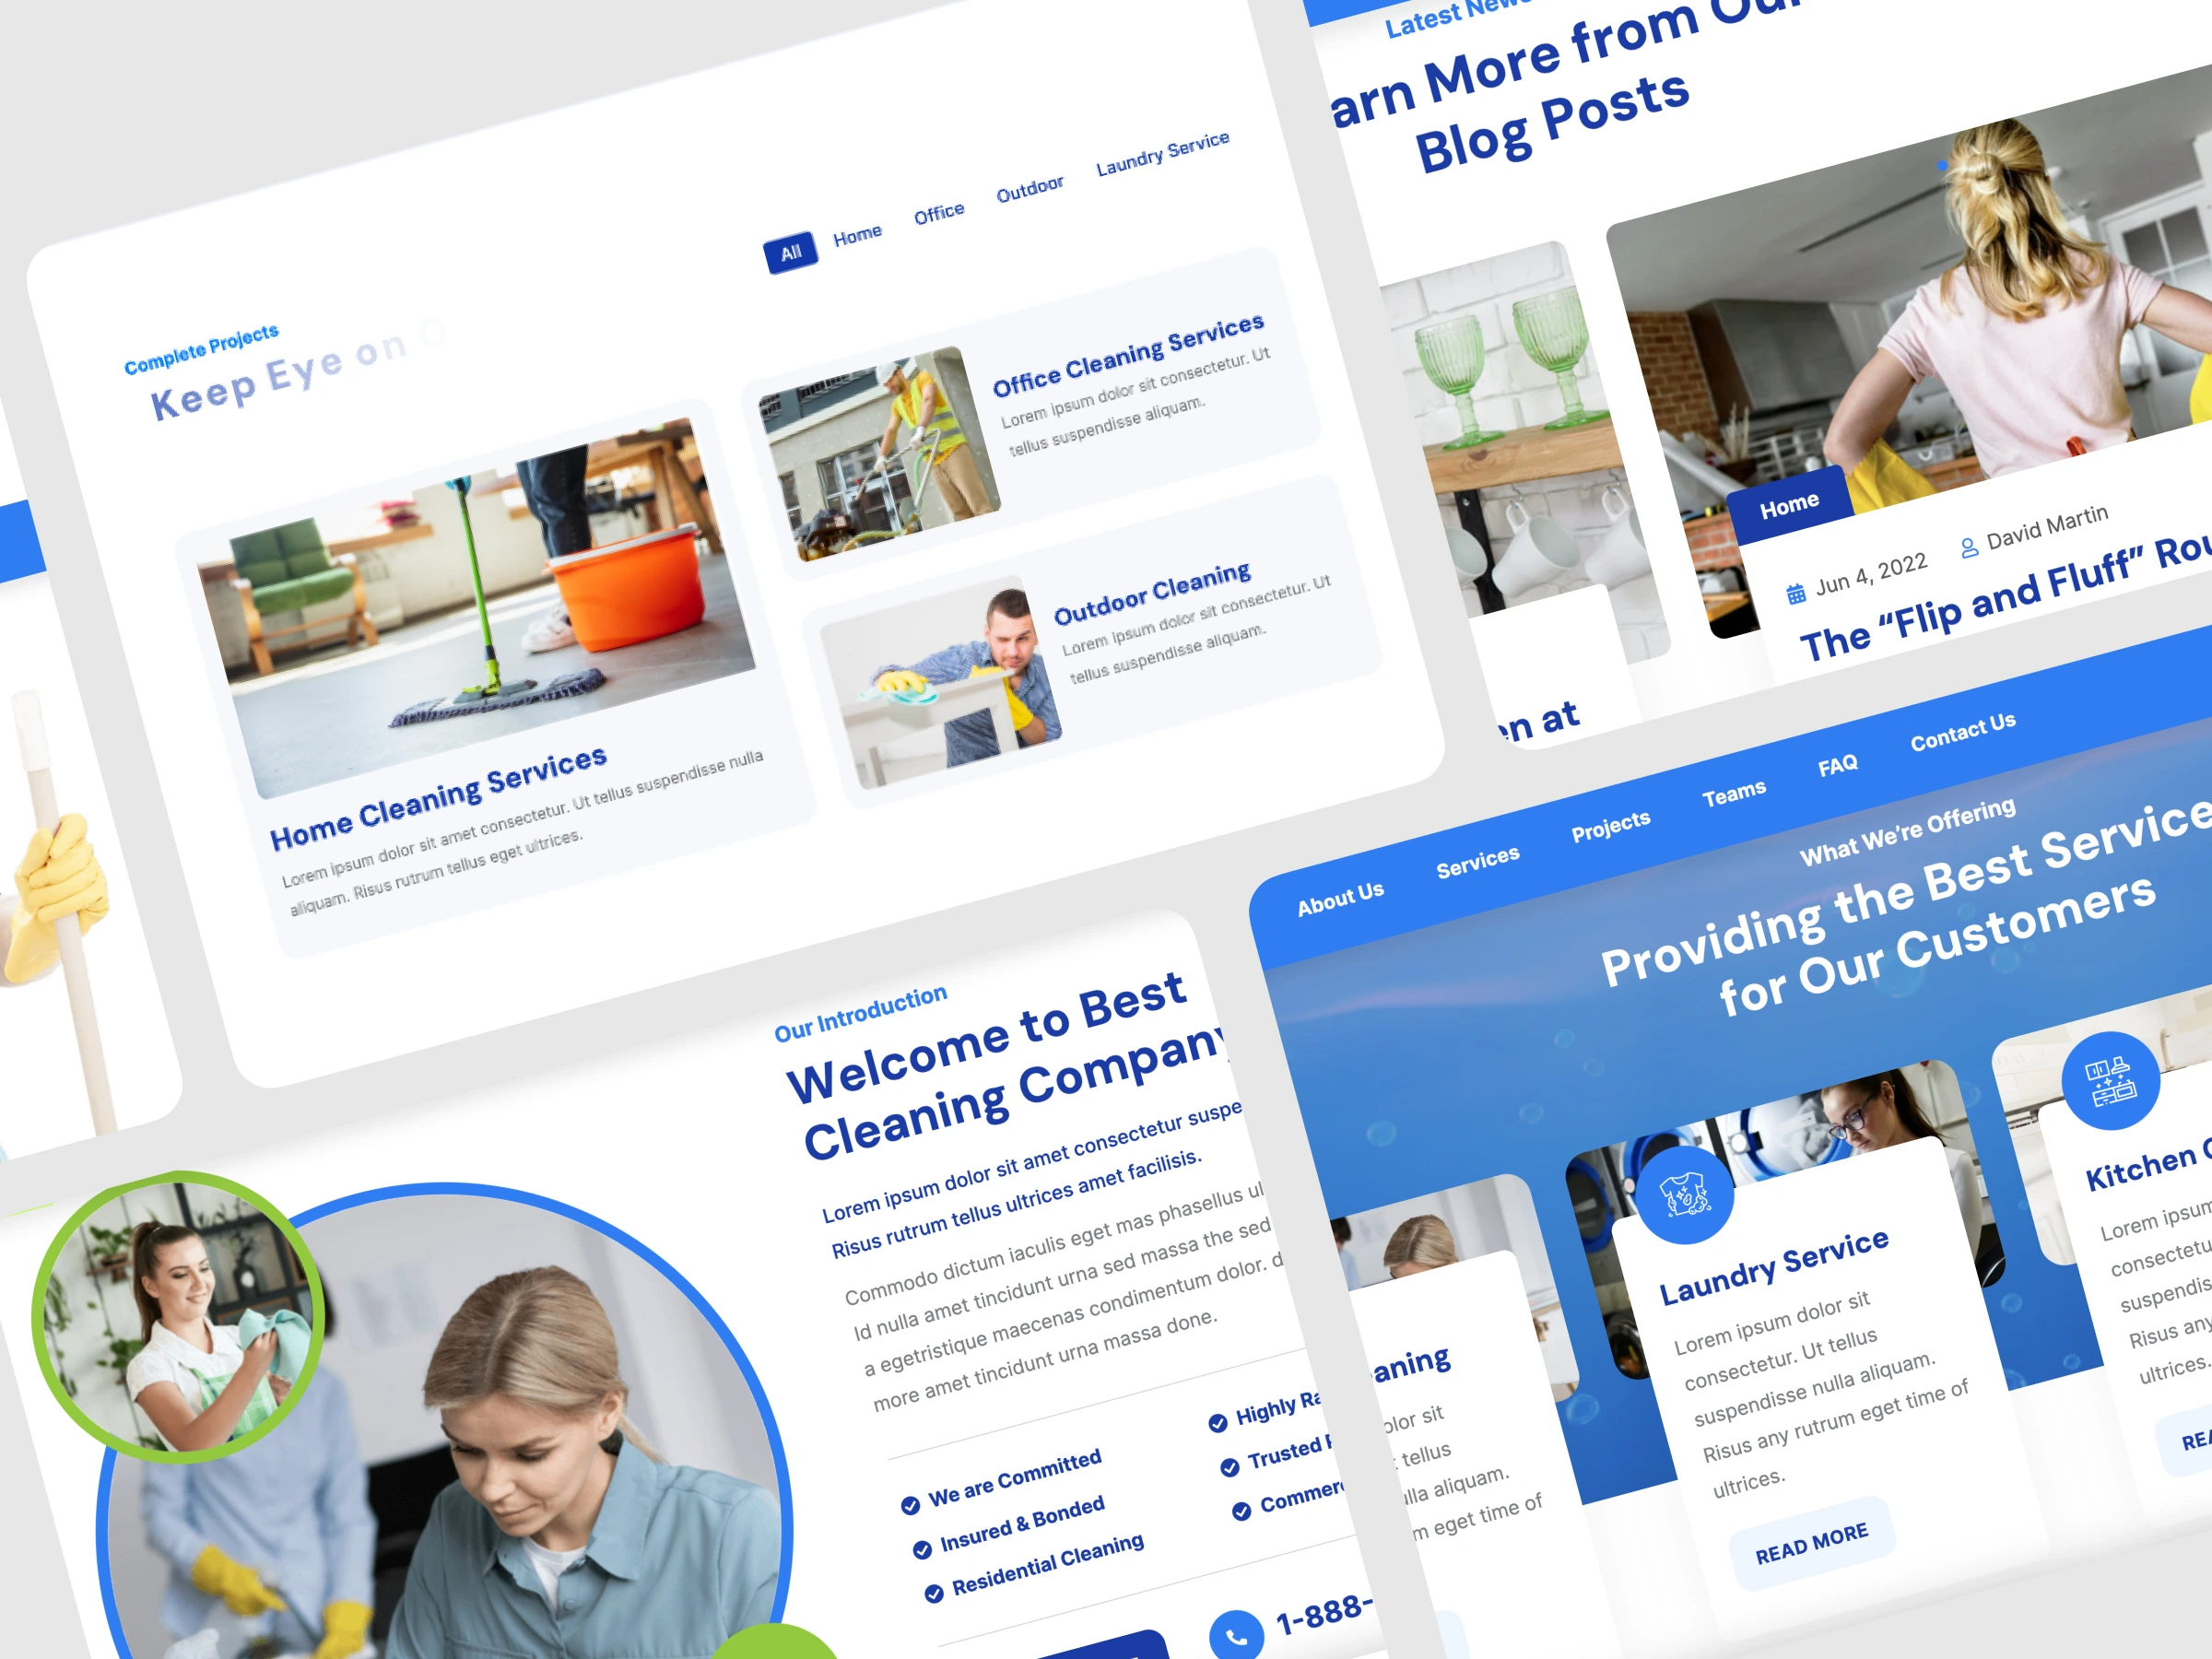 Complete Projects
Keep Eye on O
All
Home
Office
Outdoor
Laundry Service
Home Cleaning Services
Lorem ipsum dolor sit amet consectetur. Ut tellus suspendisse nulla
aliquam. Risus rutrum tellus eget ultrices.
Office Cleaning Services
Lorem ipsum dolor sit consectetur. Ut
tellus suspendisse aliquam.
Outdoor Cleaning
Lorem ipsum dolor sit consectetur. Ut
tellus suspendisse aliquam.
Latest News
arn More from Our
Blog Posts
Home
Jun 4, 2022
David Martin
The “Flip and Fluff” Rou
en at
Our Introduction
Welcome to Best
Cleaning Company
Lorem ipsum dolor sit amet consectetur suspe
Risus rutrum tellus ultrices amet facilisis.
Commodo dictum iaculis eget mas phasellus ul
Id nulla amet tincidunt urna sed massa the sed
a egetristique maecenas condimentum dolor. d
more amet tincidunt urna massa done.
We are Committed
Insured & Bonded
Residential Cleaning
Highly Ra
Trusted
Commer
1-888-
About Us
Services
Projects
Teams
FAQ
Contact Us
What We’re Offering
Providing the Best Service
for Our Customers
eaning
olor sit
tellus
ulla aliquam.
m eget time of
Laundry Service
Lorem ipsum dolor sit
consectetur. Ut tellus
suspendisse nulla aliquam.
Risus any rutrum eget time of
ultrices.
READ MORE
Kitchen
Lorem ipsum
consectetu
suspendis
Risus any
ultrices.
REA